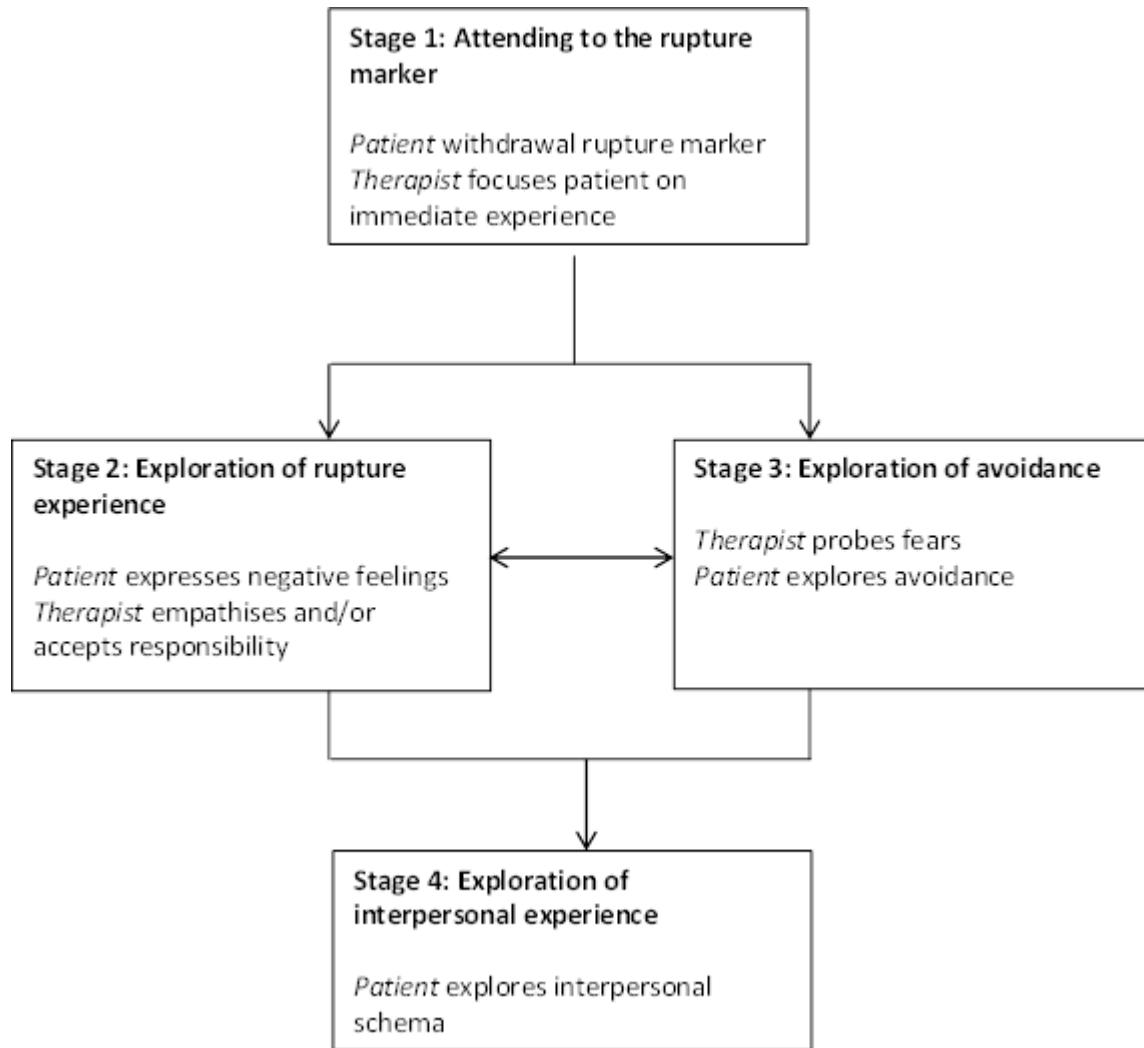 Stage 1: Attending to the rupture
marker
Patient withdrawal rupture marker
Therapist focuses patient on
immediate experience
Stage 2: Exploration of rupture
experience
Patient expresses negative feelings
Therapist empathises and/or
accepts responsibility
Stage 3: Exploration of avoidance
Therapist probes fears
Patient explores avoidance
Stage 4: Exploration of
interpersonal experience
Patient explores interpersonal
schema